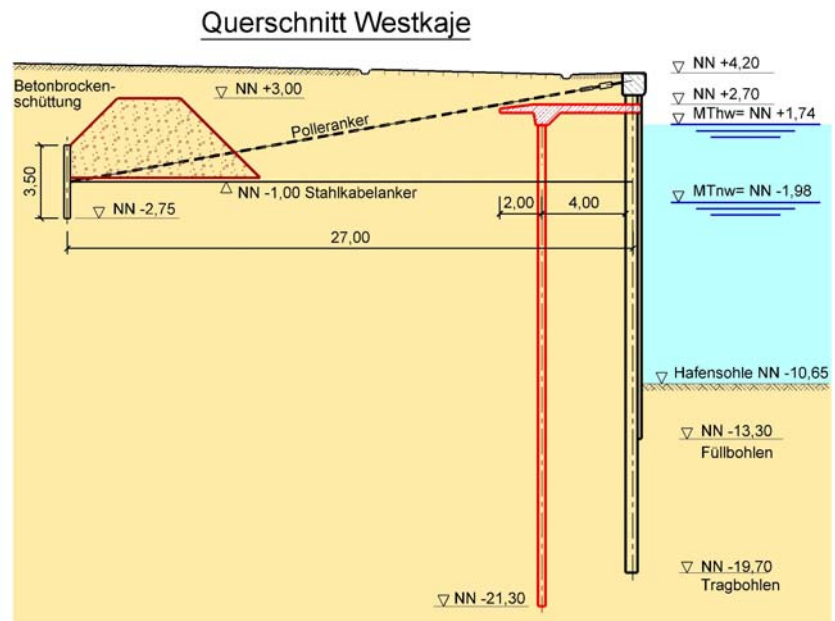 Querschnitt Westkaje
NN +4,20
Betonbrocken-
schüttung
NN +3,00
Polleranker
NN +2,70
MThw= NN +1,74
3,50
NN -1,00 Stahlkabelanker
MTnw= NN -1,98
NN -2,75
2,00
4,00
27,00
Hafensohle NN -10,65
NN -13,30
Füllbohlen
NN -19,70
Tragbohlen
NN -21,30